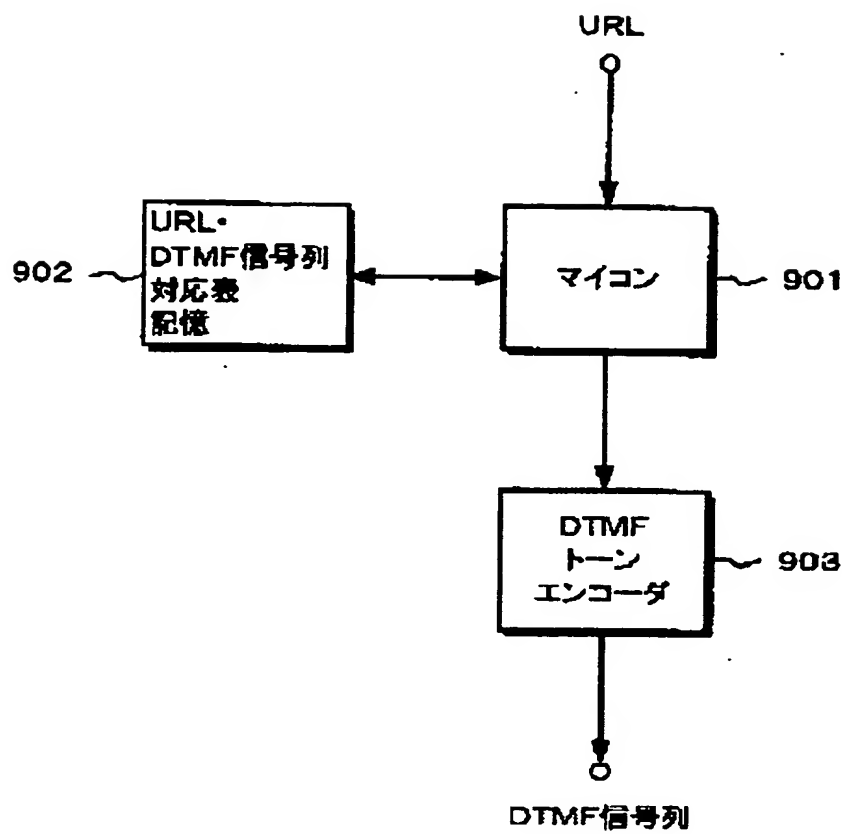 URL
URL・
DTMF信号列
対応表
記憶
902
マイコン
901
DTMF
トーン
エンコーダ
903
DTMF信号列